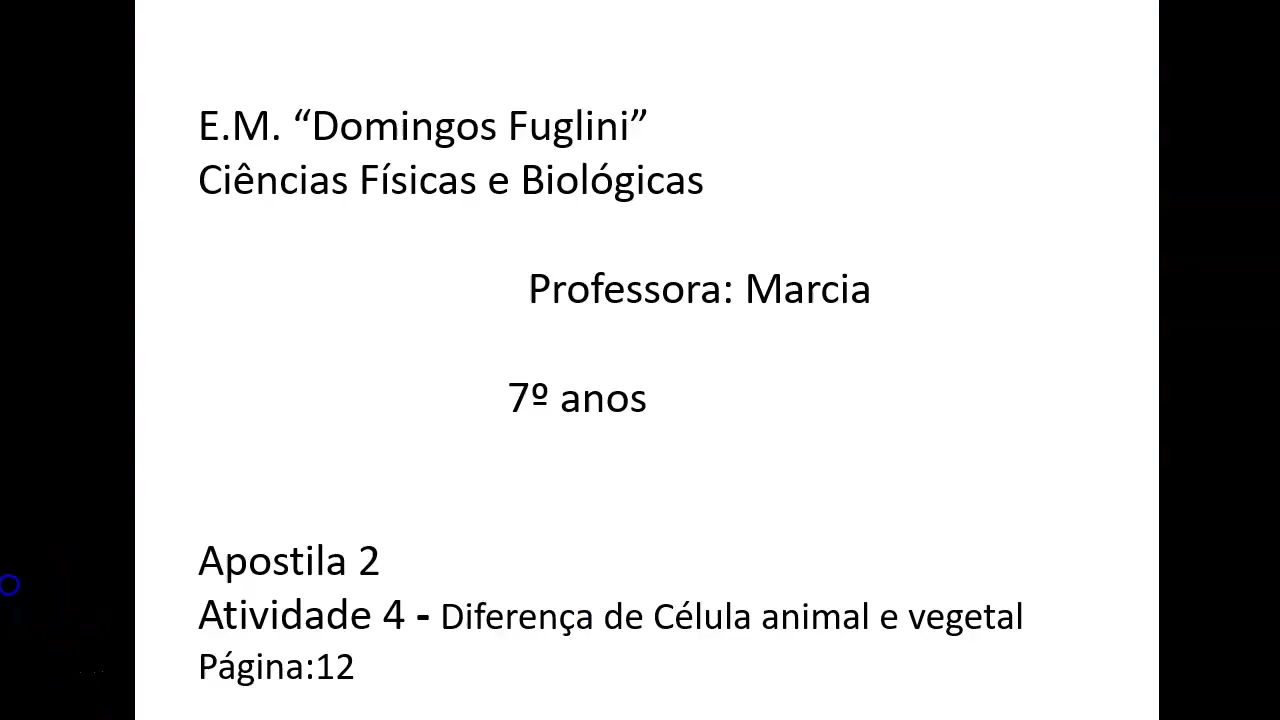 E.M. “Domingos Fuglini”
Ciências Físicas e Biológicas
Professora: Marcia
7º anos
Apostila 2
Atividade 4 - Diferença de Célula animal e vegetal
Página:12